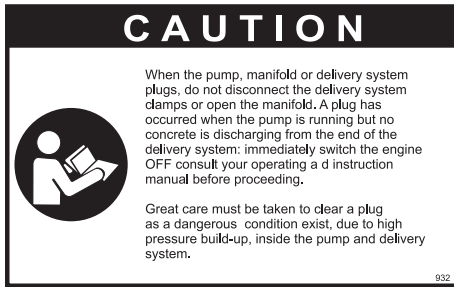 CAUTION
When the pump, manifold or delivery system
plugs, do not disconnect the delivery system
clamps or open the manifold. A plug has
occurred when the pump is running but no
concrete is discharging from the end of the
delivery system: immediately switch the engine
OFF consult your operating a d instruction
manual before proceeding.
Great care must be taken to clear a plug
as a dangerous condition exist, due to high
pressure build-up, inside the pump and delivery
system.
932